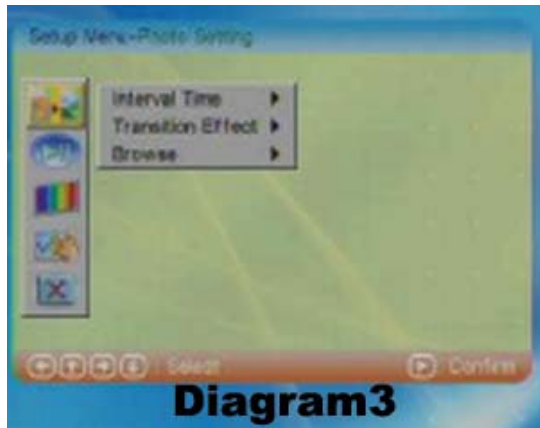 Setup Menu-Photo Setting
Interval Time
Transition Effect
Browse
Select
Confirm
Diagram3